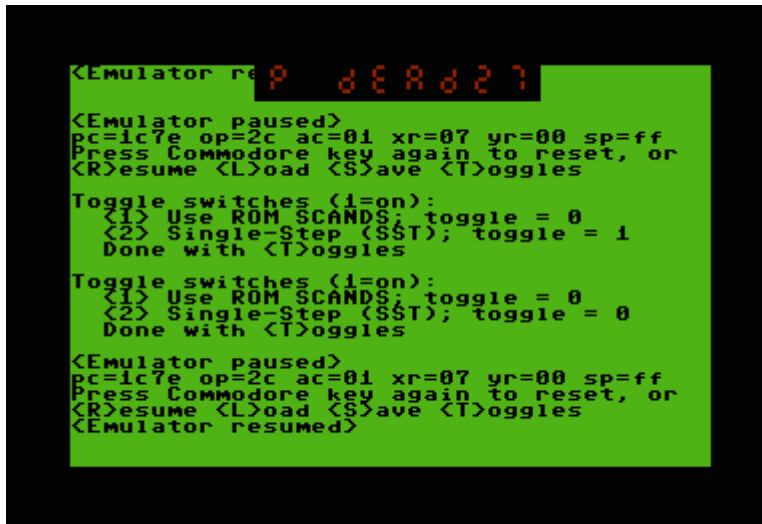 <Emulator re
P dEAd27
<Emulator paused>
pc=1c7e op=2c ac=01 xr=07 yr=00 sp=ff
Press Commodore key again to reset, or
<R>esume <L>oad <S>ave <T>oggles
Toggle switches (1=on):
<1> Use ROM SCANDS; toggle = 0
<2> Single-Step (SST); toggle = 1
Done with <T>oggles
Toggle switches (1=on):
<1> Use ROM SCANDS; toggle = 0
<2> Single-Step (SST); toggle = 0
Done with <T>oggles
<Emulator paused>
pc=1c7e op=2c ac=01 xr=07 yr=00 sp=ff
Press Commodore key again to reset, or
<R>esume <L>oad <S>ave <T>oggles
<Emulator resumed>